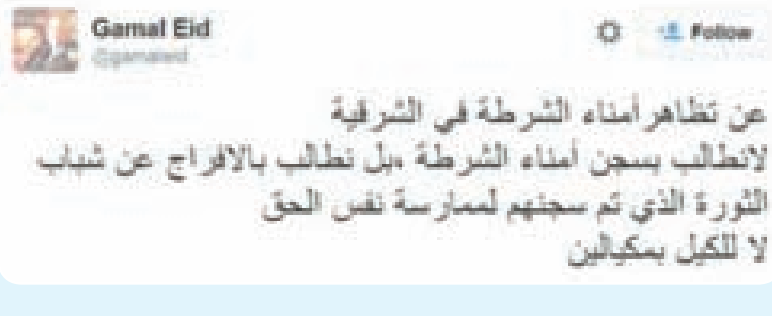 Gamal Eid
@gamaleid
Follow
عن تظاهر أمناء الشرطة في الشرقية
لانطالب بسجن أمناء الشرطة ،بل نطالب بالافراج عن شباب
الثورة الذي تم سجنهم لممارسة نفس الحق
لا للكيل بمكيالين